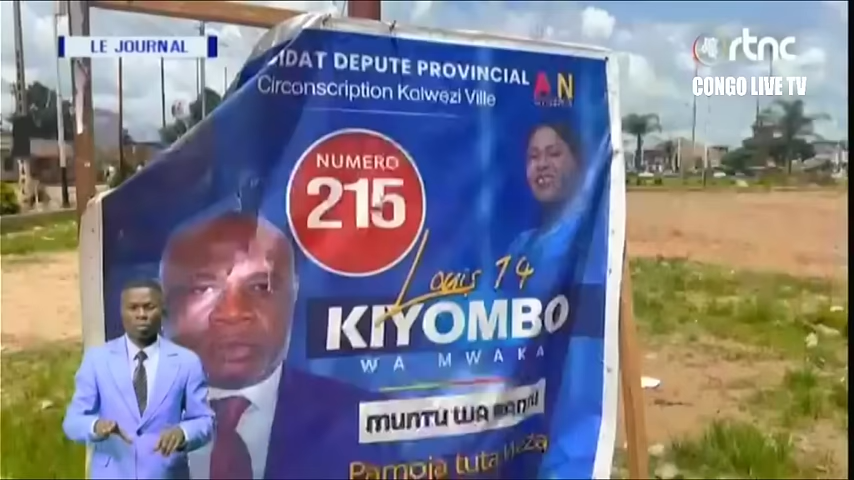 LE JOURNAL
rtnc
CONGO LIVE TV
DIDAT DEPUTE PROVINCIAL
Circonscription Kolwezi Ville
AN
NUMERO
215
Louis 14
KIYOMBO
WA MWAKA
MUNTU WA
Pamoja tuta